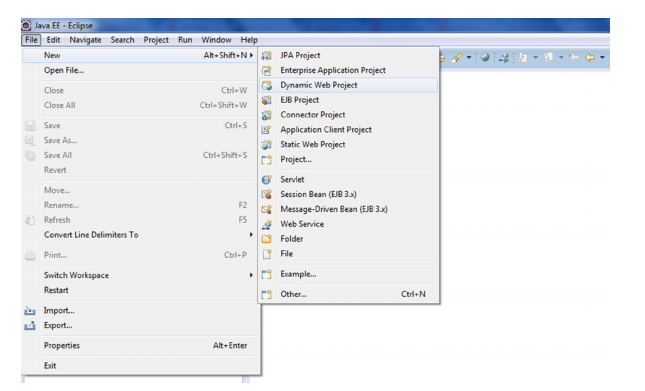 Java EE - Eclipse
File Edit Navigate Search Project Run Window Help
New Alt+Shift+N
Open File...
Close Ctrl+W
Close All Ctrl+Shift+W
Save Ctrl+S
Save As...
Save All Ctrl+Shift+S
Revert
Move...
Rename... F2
Refresh F5
Convert Line Delimiters To
Print... Ctrl+P
Switch Workspace
Restart
Import...
Export...
Properties Alt+Enter
Exit
JPA Project
Enterprise Application Project
Dynamic Web Project
EJB Project
Connector Project
Application Client Project
Static Web Project
Project...
Servlet
Session Bean (EJB 3.x)
Message-Driven Bean (EJB 3.x)
Web Service
Folder
File
Example...
Other... Ctrl+N